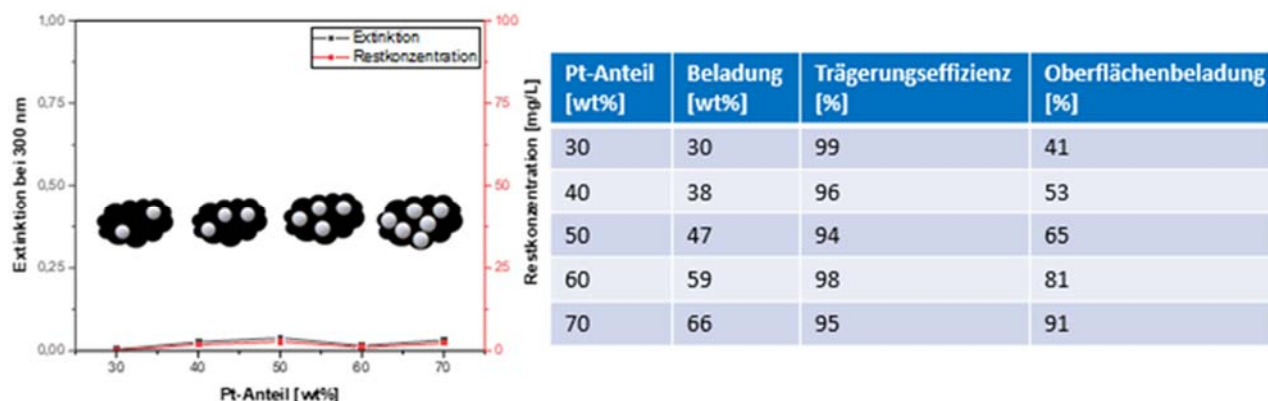 1,00
0,75
0,50
0,25
0,00
Extinktion bei 300 nm
Extinktion
Restkonzentration
100
75
50
25
0
Restkonzentration [mg/L]
30 40 50 60 70
Pt-Anteil [wt%]
Pt-Anteil Beladung Trägerungseffizienz Oberflächenbeladung
[wt%] [wt%] [%] [%]
30 30 99 41
40 38 96 53
50 47 94 65
60 59 98 81
70 66 95 91